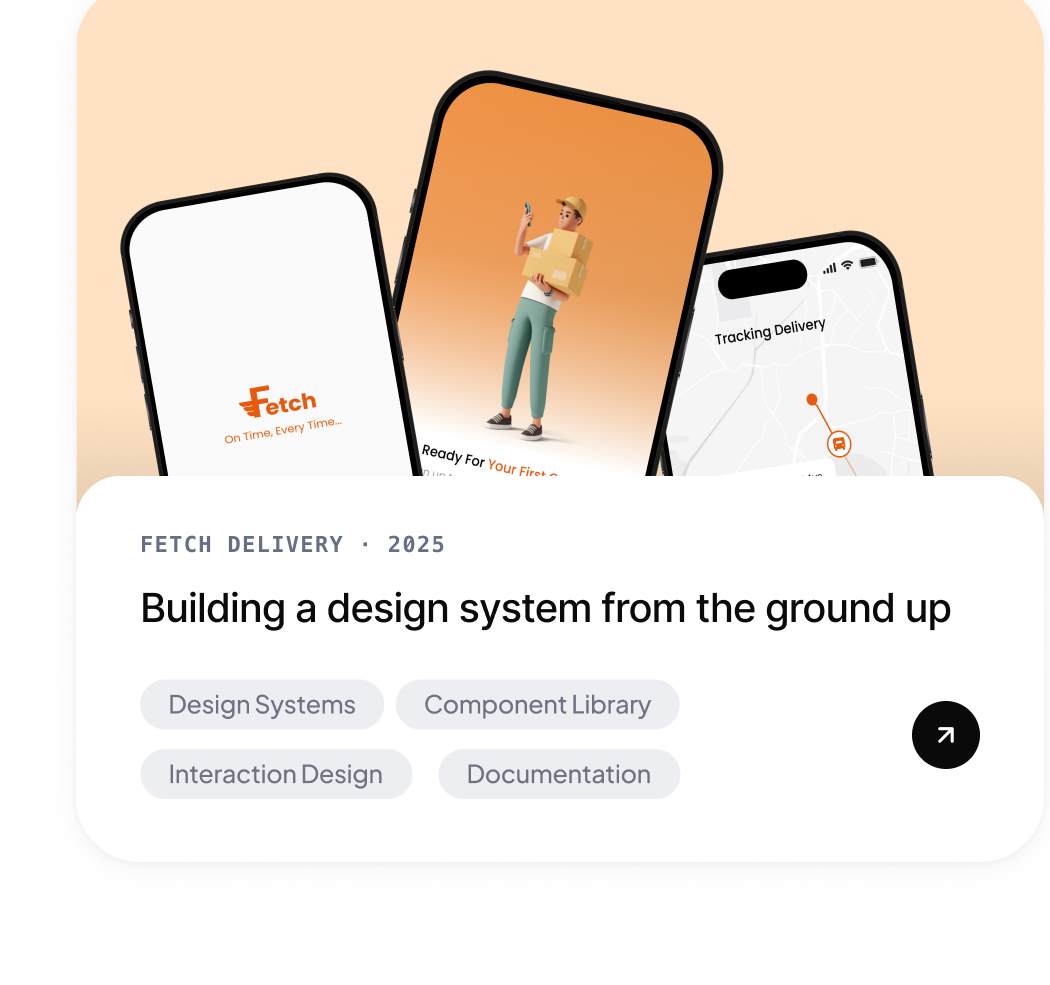 Fetch
On Time, Every Time...
Ready For Your First
Tracking Delivery
FETCH DELIVERY · 2025
Building a design system from the ground up
Design Systems
Component Library
Interaction Design
Documentation